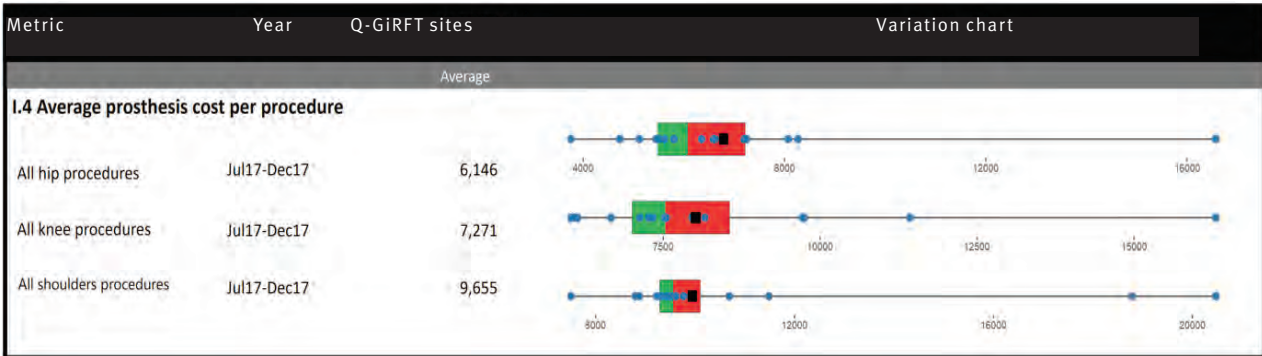 Metric Year Q-GiRFT sites Variation chart
Average
I.4 Average prosthesis cost per procedure
4000 8000 12000 16000
All hip procedures Jul17-Dec17 6,146
7500 10000 12500 15000
All knee procedures Jul17-Dec17 7,271
All shoulders procedures Jul17-Dec17 9,655
8000 12000 16000 20000